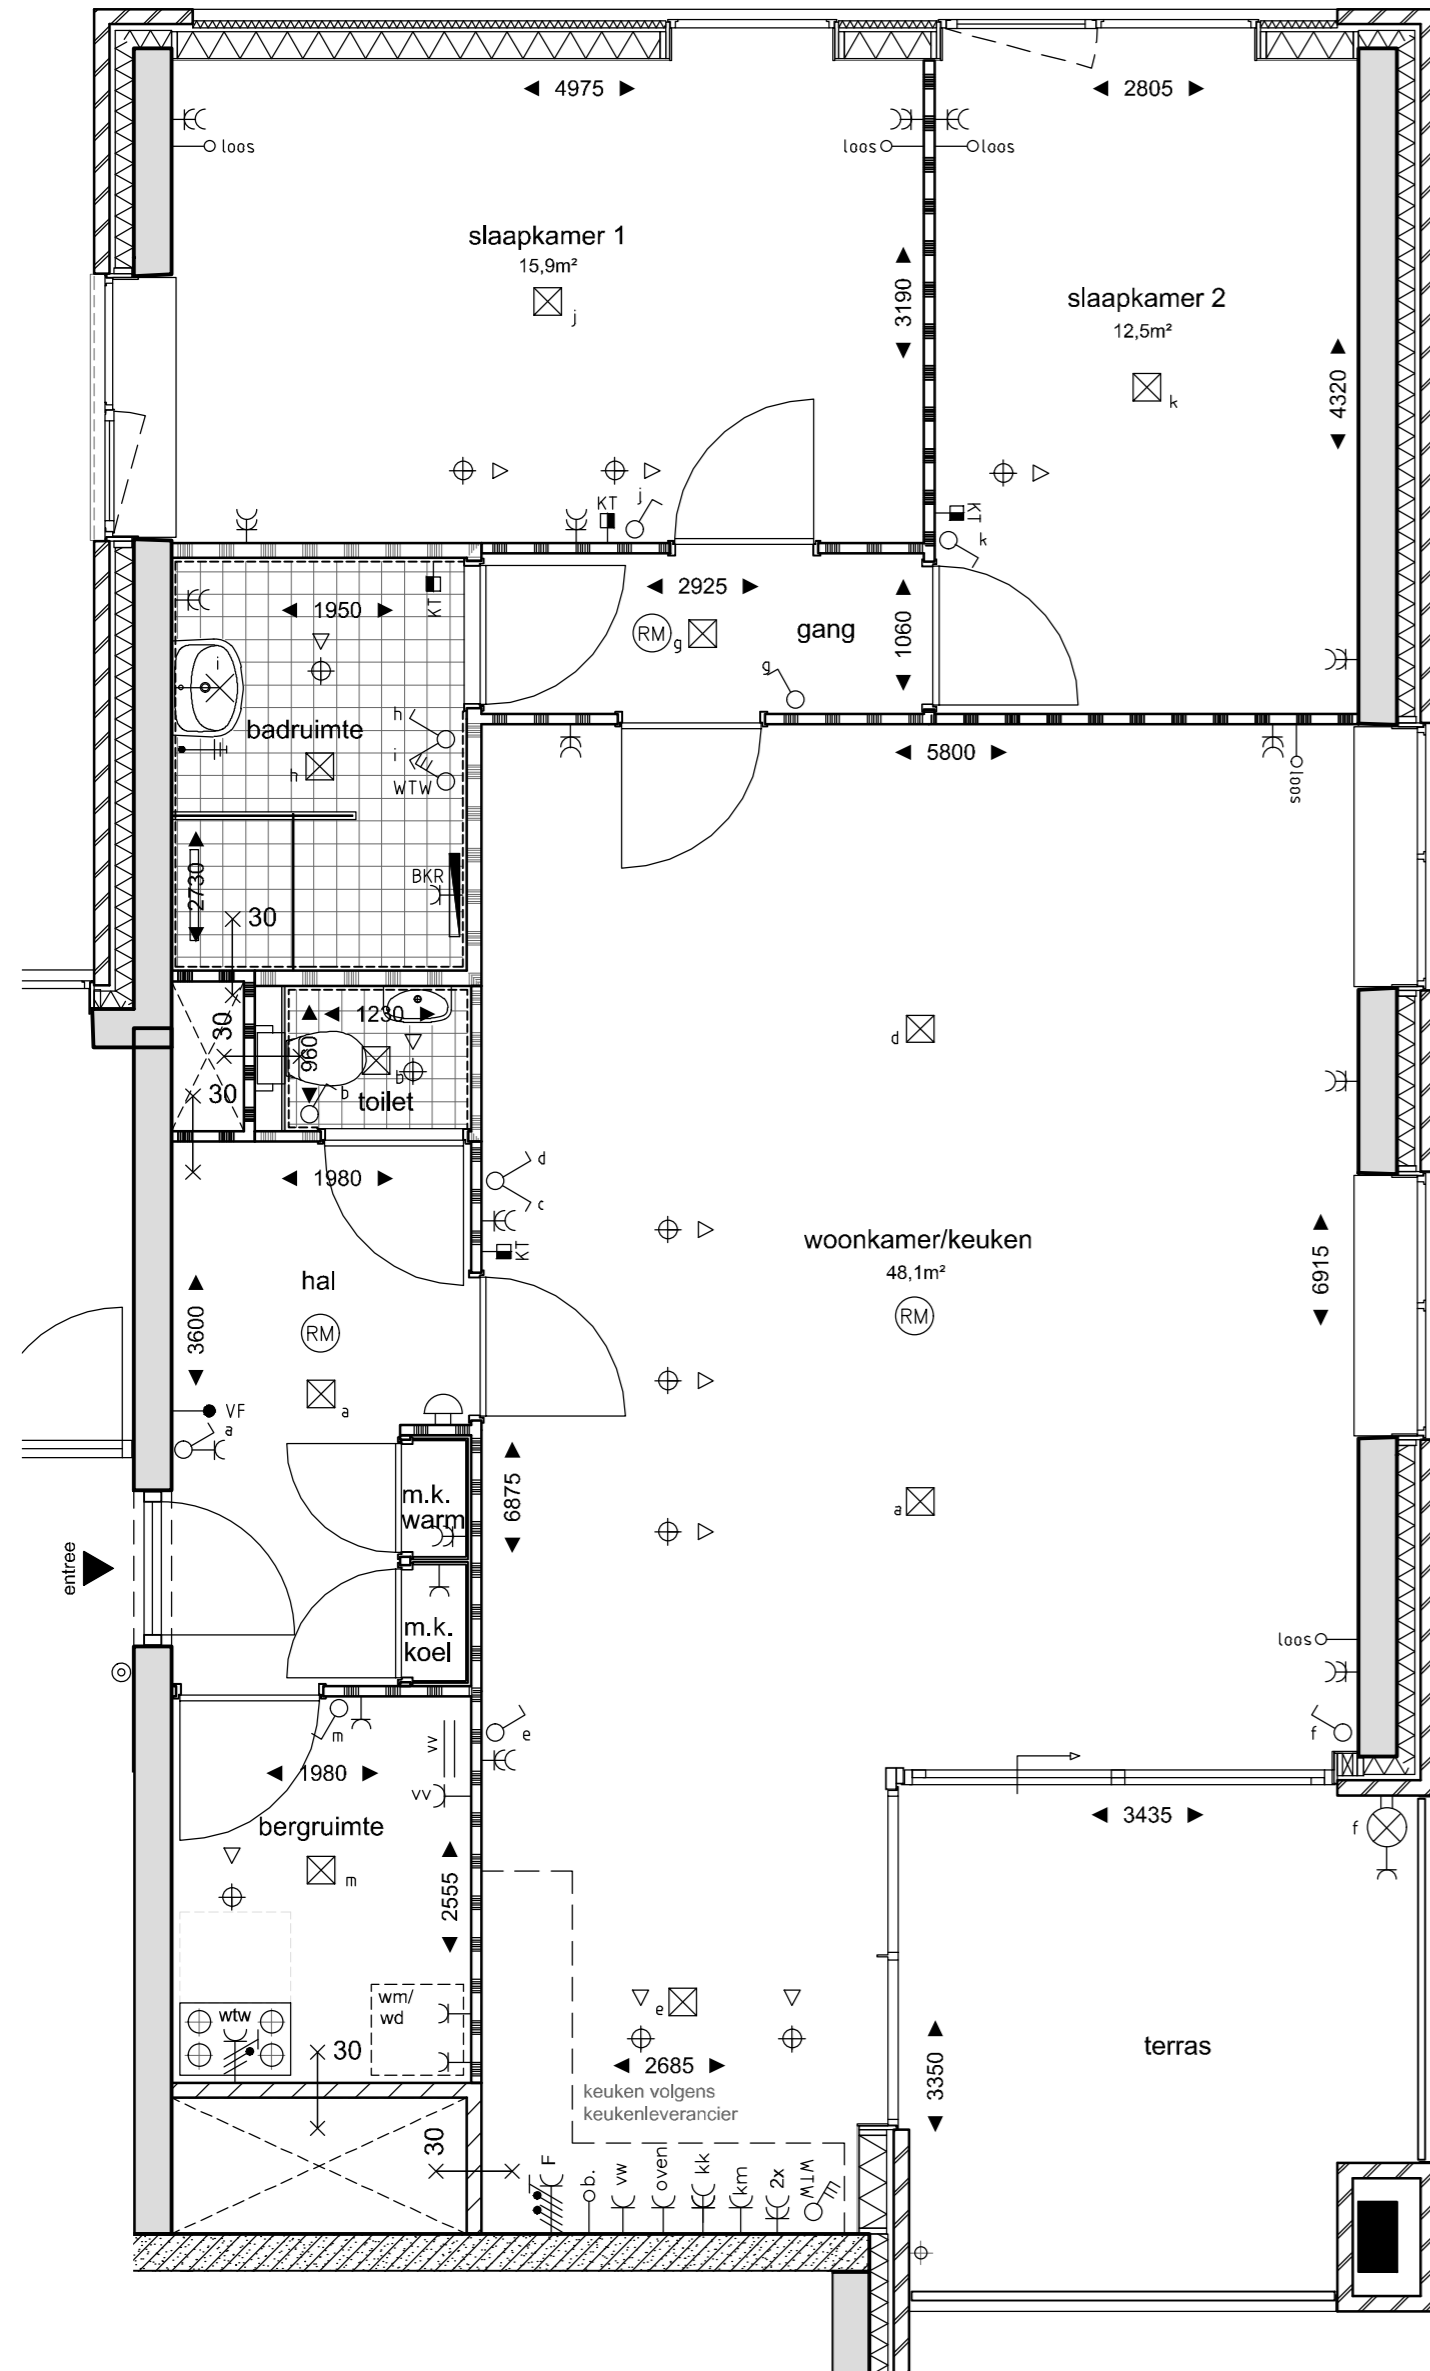 4975
2805
loos
loos
loos
slaapkamer 1
15,9m²
j
3190
slaapkamer 2
12,5m²
k
4320
KT
j
KT
k
1950
KT
2925
RM
g
gang
1060
g
i
badruimte
h
h
i
WTW
5800
loos
2730
BKR
30
30
30
1230
960
b
b
toilet
d
1980
d
c
KT
hal
RM
3600
woonkamer/keuken
48,1m²
RM
6915
a
VF
a
m.k.
warm
6875
a
entree
m.k.
koel
loos
m
vv
e
f
1980
vv
3435
f
bergruimte
m
2555
wtw
wm/
wd
30
e
2685
keuken volgens
keukenleverancier
3350
terras
30
F
b.
vw
oven
kk
km
2x
WTW